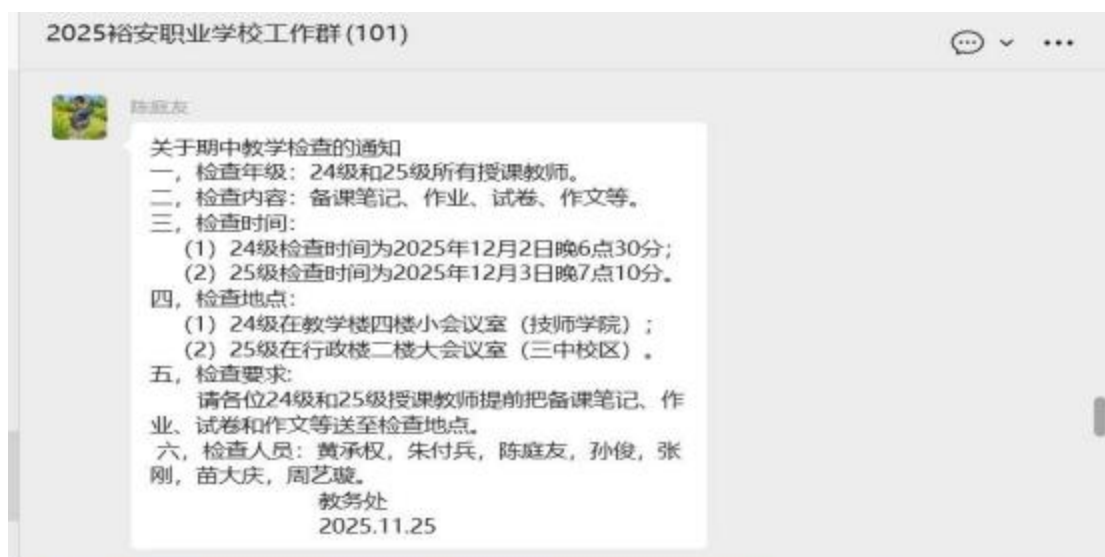 2025裕安职业学校工作群(101)
陈庭友
关于期中教学检查的通知
一，检查年级：24级和25级所有授课教师。
二，检查内容：备课笔记、作业、试卷、作文等。
三，检查时间：
（1）24级检查时间为2025年12月2日晚6点30分；
（2）25级检查时间为2025年12月3日晚7点10分。
四，检查地点：
（1）24级在教学楼四楼小会议室（技师学院）；
（2）25级在行政楼二楼大会议室（三中校区）。
五，检查要求:
请各位24级和25级授课教师提前把备课笔记、作
业、试卷和作文等送至检查地点。
六，检查人员：黄承权，朱付兵，陈庭友，孙俊，张
刚，苗大庆，周艺璇。
教务处
2025.11.25